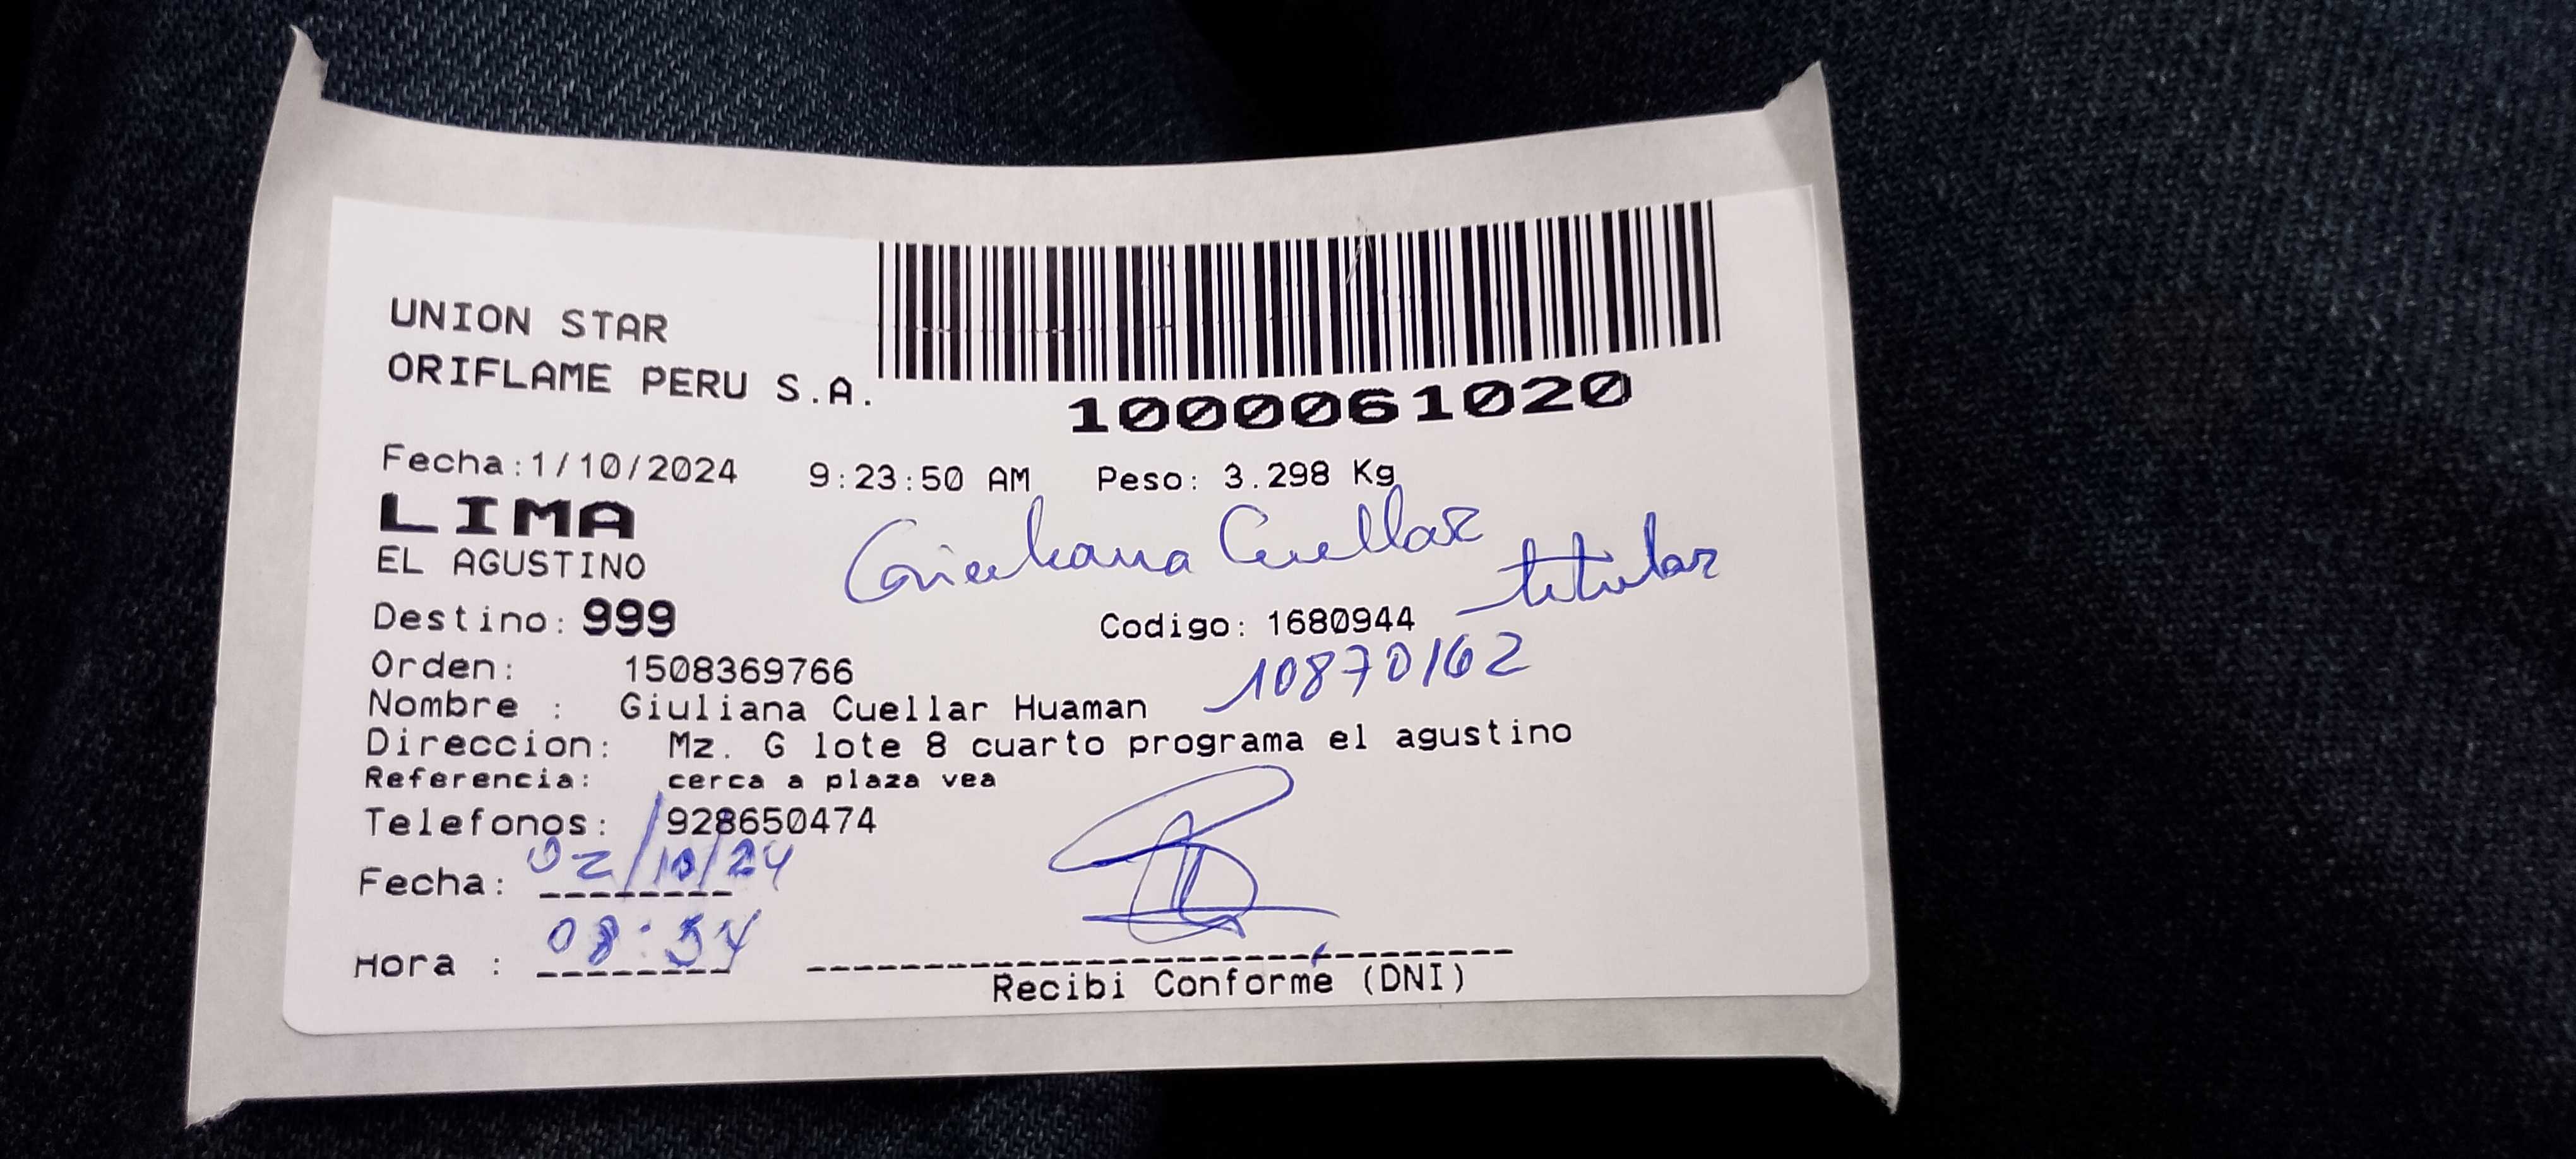 UNION STAR
ORIFLAME PERU S.A.
1000061020
Fecha:1/10/2024 9:23:50 AM Peso: 3.298 Kg
LIMA
EL AGUSTINO
Giuliana Cuellar
titular
Destino: 999 Codigo: 1680944
10870162
Orden: 1508369766
Nombre : Giuliana Cuellar Huaman
Direccion: Mz. G lote 8 cuarto programa el agustino
Referencia: cerca a plaza vea
Telefonos: 928650474
Fecha: 02/10/24
Hora : 08:34
Recibi Conforme (DNI)